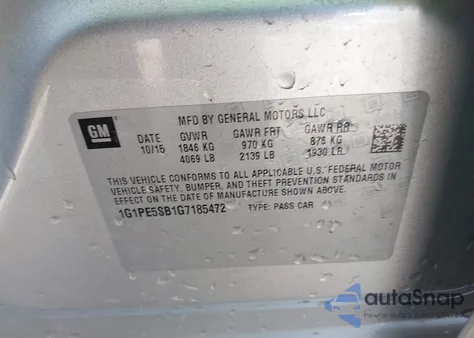 GM
MFD BY GENERAL MOTORS LLC
DATE GVWR GAWR FRT GAWR RR
10/15 1846 KG 970 KG 875 KG
4069 LB 2139 LB 1930 LB
THIS VEHICLE CONFORMS TO ALL APPLICABLE U.S. FEDERAL MOTOR
VEHICLE SAFETY, BUMPER, AND THEFT PREVENTION STANDARDS IN
EFFECT ON THE DATE OF MANUFACTURE SHOWN ABOVE.
1G1PE5SB1G7185472 TYPE: PASS CAR
autoSnap